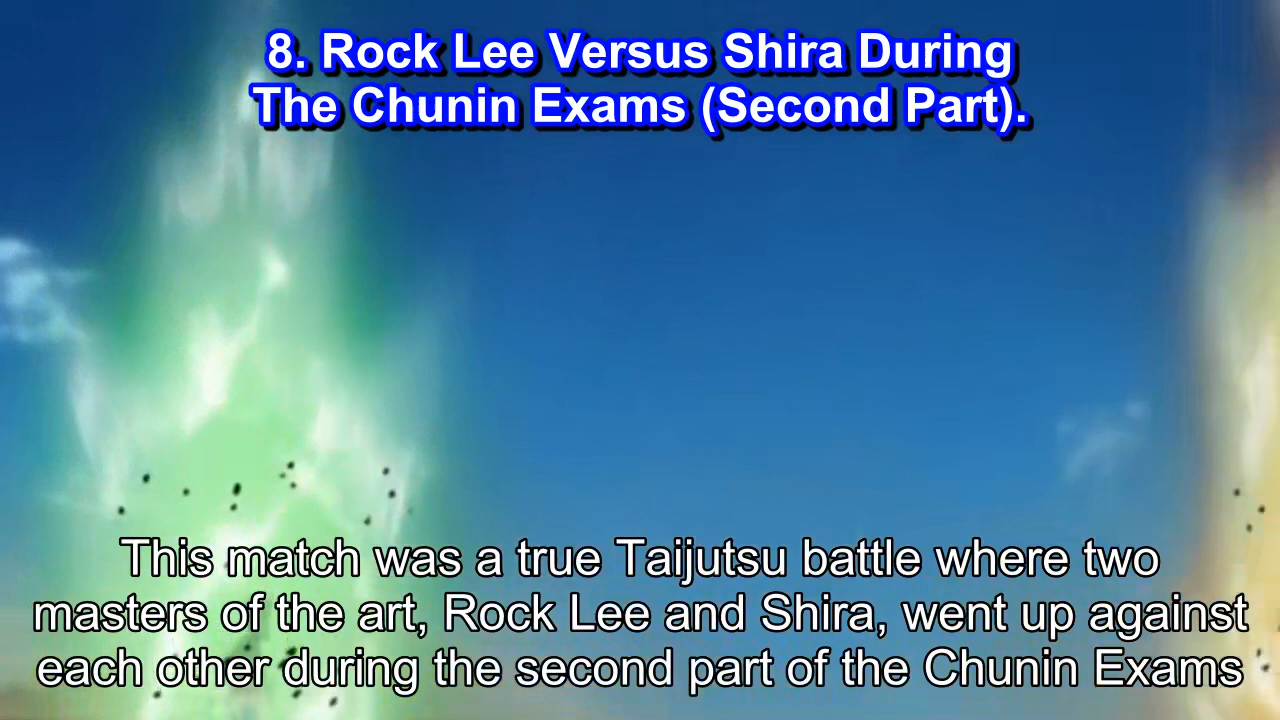 8. Rock Lee Versus Shira During
The Chunin Exams (Second Part).
This match was a true Taijutsu battle where two
masters of the art, Rock Lee and Shira, went up against
each other during the second part of the Chunin Exams